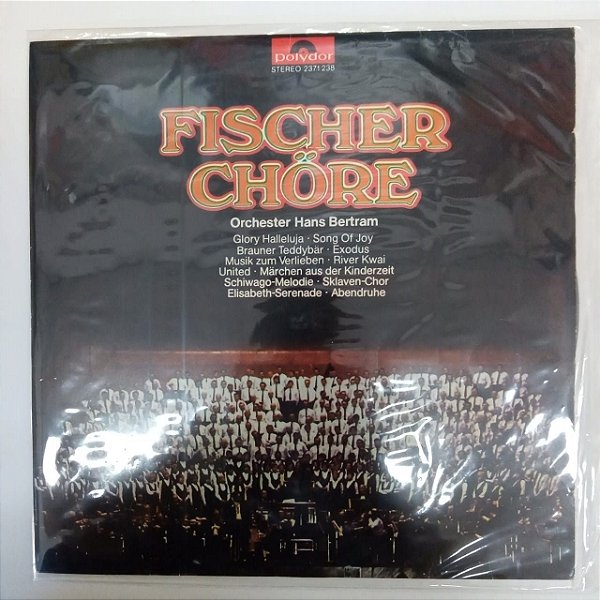 polydor
STEREO 2371 238
FISCHER
CHÖRE
Orchester Hans Bertram
Glory Halleluja · Song Of Joy
Brauner Teddybär · Exodus
Musik zum Verlieben · River Kwai
United · Märchen aus der Kinderzeit
Schiwago-Melodie · Sklaven-Chor
Elisabeth-Serenade · Abendruhe